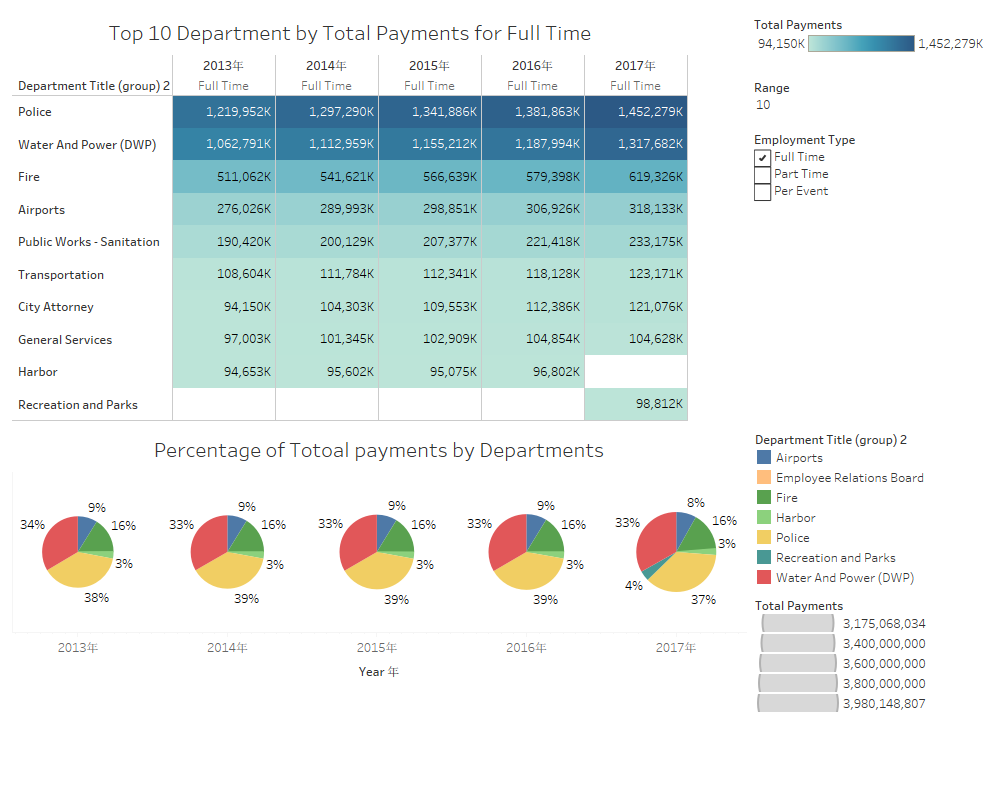 Top 10 Department by Total Payments for Full Time
Department Title (group) 2
2013年 2014年 2015年 2016年 2017年
Full Time Full Time Full Time Full Time Full Time
Police 1,219,952K 1,297,290K 1,341,886K 1,381,863K 1,452,279K
Water And Power (DWP) 1,062,791K 1,112,959K 1,155,212K 1,187,994K 1,317,682K
Fire 511,062K 541,621K 566,639K 579,398K 619,326K
Airports 276,026K 289,993K 298,851K 306,926K 318,133K
Public Works - Sanitation 190,420K 200,129K 207,377K 221,418K 233,175K
Transportation 108,604K 111,784K 112,341K 118,128K 123,171K
City Attorney 94,150K 104,303K 109,553K 112,386K 121,076K
General Services 97,003K 101,345K 102,909K 104,854K 104,628K
Harbor 94,653K 95,602K 95,075K 96,802K
Recreation and Parks 98,812K
Total Payments
94,150K 1,452,279K
Range
10
Employment Type
Full Time
Part Time
Per Event
Percentage of Totoal payments by Departments
9% 16% 3% 38% 34%
9% 16% 3% 39% 33%
9% 16% 3% 39% 33%
9% 16% 3% 39% 33%
8% 16% 3% 37% 4% 33%
2013年 2014年 2015年 2016年 2017年
Year 年
Department Title (group) 2
Airports
Employee Relations Board
Fire
Harbor
Police
Recreation and Parks
Water And Power (DWP)
Total Payments
3,175,068,034
3,400,000,000
3,600,000,000
3,800,000,000
3,980,148,807